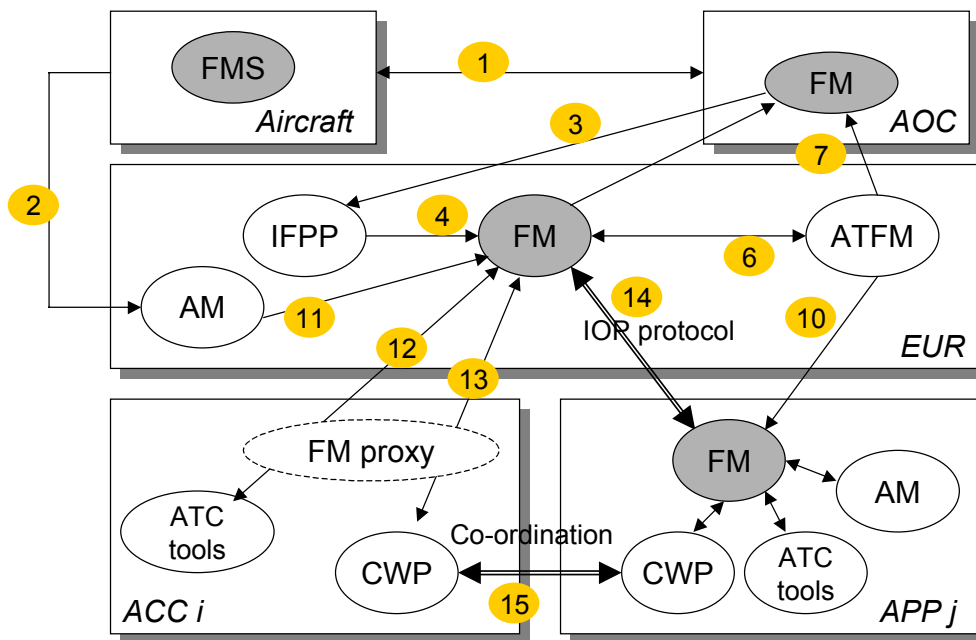 FMS
Aircraft
1
FM
AOC
3
7
2
IFPP
4
FM
6
ATFM
AM
11
14
IOP protocol
10
12
EUR
13
FM proxy
FM
AM
ATC
tools
Co-ordination
CWP
CWP
ATC
tools
15
ACC i
APP j